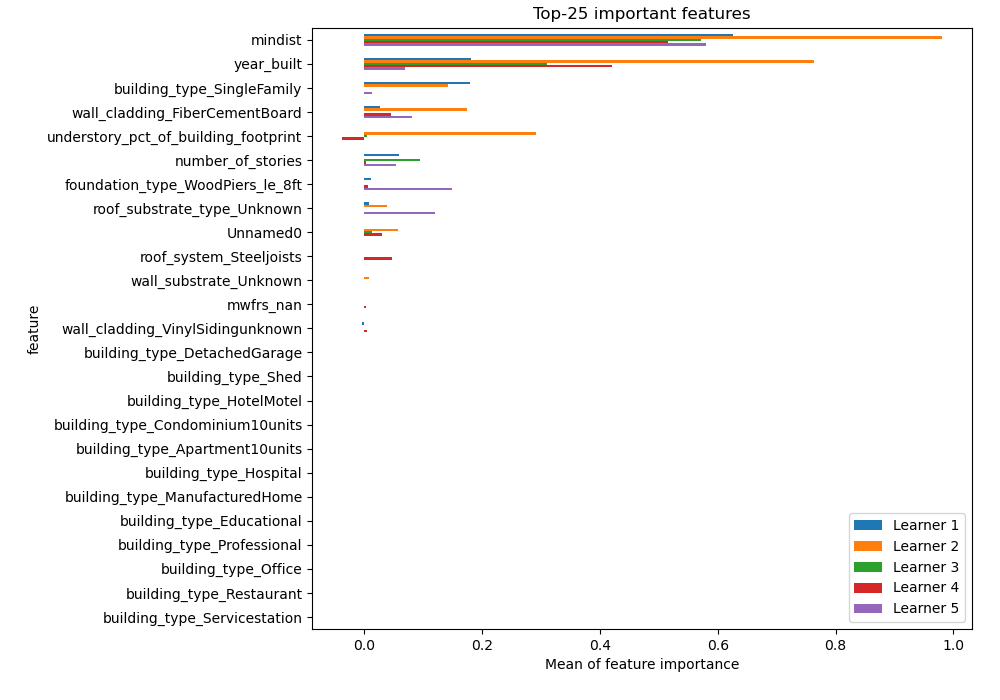 Top-25 important features
mindist
year_built
building_type_SingleFamily
wall_cladding_FiberCementBoard
understory_pct_of_building_footprint
number_of_stories
foundation_type_WoodPiers_le_8ft
roof_substrate_type_Unknown
Unnamed0
roof_system_Steeljoists
wall_substrate_Unknown
mwfrs_nan
wall_cladding_VinylSidingunknown
building_type_DetachedGarage
building_type_Shed
building_type_HotelMotel
building_type_Condominium10units
building_type_Apartment10units
building_type_Hospital
building_type_ManufacturedHome
building_type_Educational
building_type_Professional
building_type_Office
building_type_Restaurant
building_type_Servicestation
feature
Learner 1
Learner 2
Learner 3
Learner 4
Learner 5
0.0 0.2 0.4 0.6 0.8 1.0
Mean of feature importance